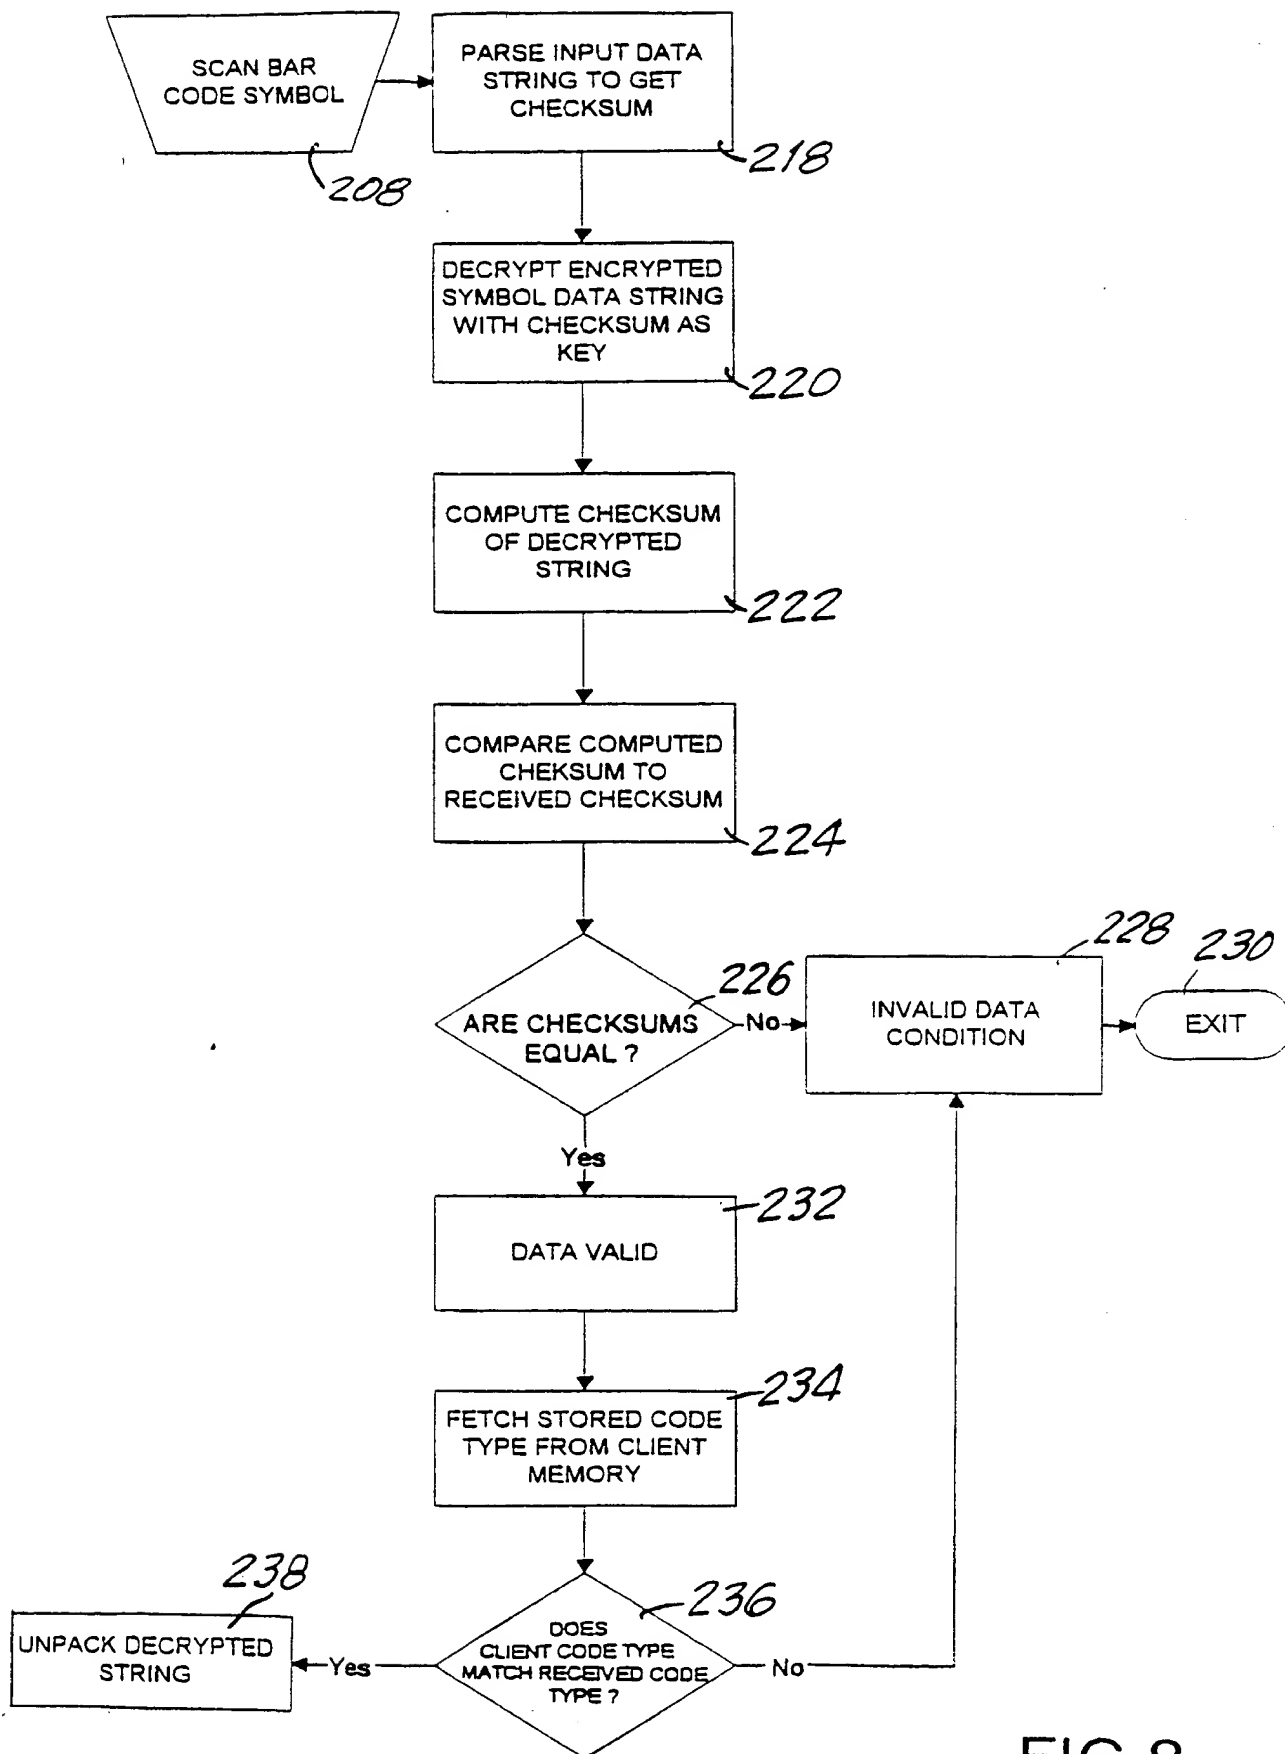 SCAN BAR
CODE SYMBOL
208
PARSE INPUT DATA
STRING TO GET
CHECKSUM
218
DECRYPT ENCRYPTED
SYMBOL DATA STRING
WITH CHECKSUM AS
KEY
220
COMPUTE CHECKSUM
OF DECRYPTED
STRING
222
COMPARE COMPUTED
CHEKSUM TO
RECEIVED CHECKSUM
224
ARE CHECKSUMS
EQUAL ?
226
No
INVALID DATA
CONDITION
228
EXIT
230
Yes
DATA VALID
232
FETCH STORED CODE
TYPE FROM CLIENT
MEMORY
234
DOES
CLIENT CODE TYPE
MATCH RECEIVED CODE
TYPE ?
236
No
Yes
UNPACK DECRYPTED
STRING
238
FIG 8